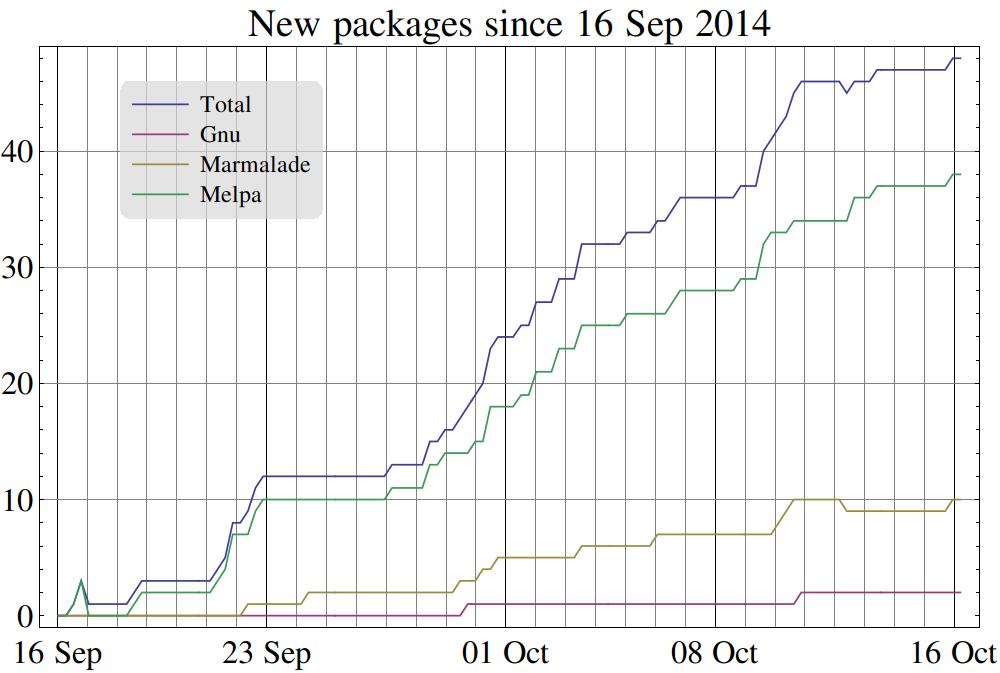 New packages since 16 Sep 2014
Total
Gnu
Marmalade
Melpa
40
30
20
10
0
16 Sep 23 Sep 01 Oct 08 Oct 16 Oct